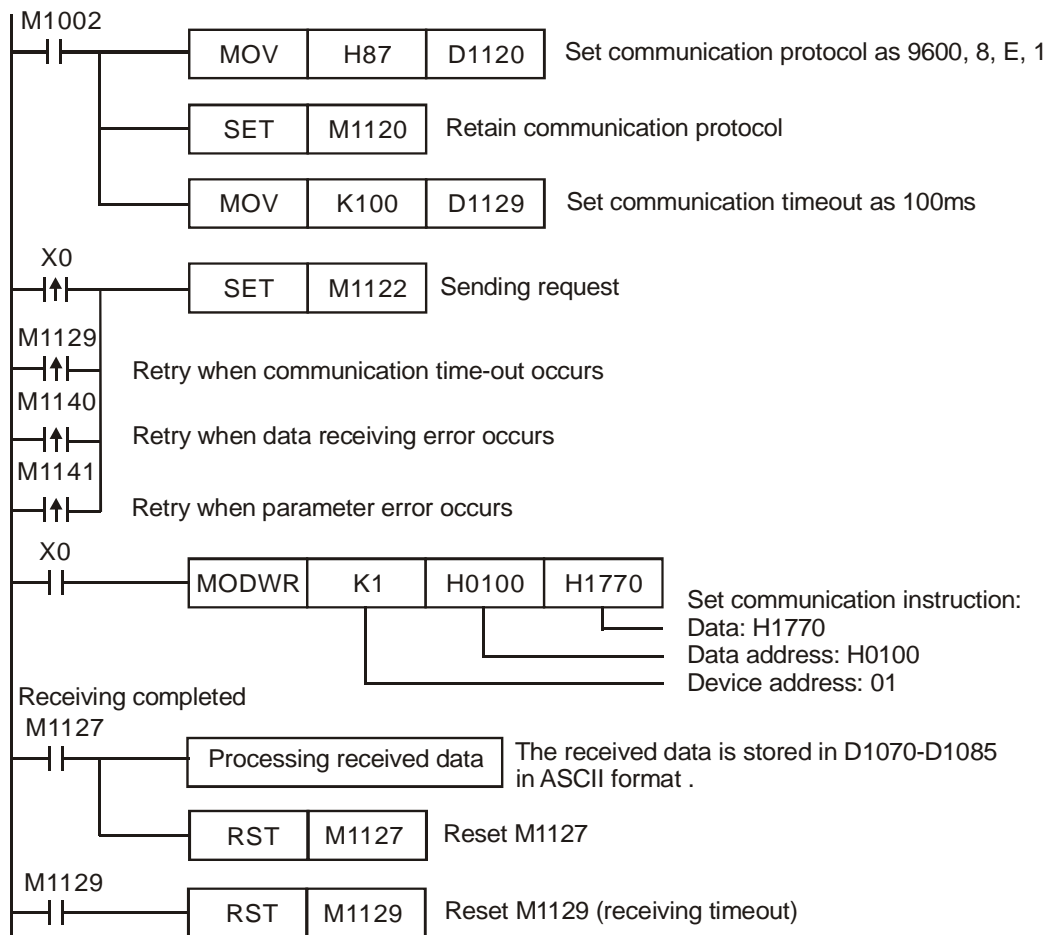 M1002
MOV H87 D1120 Set communication protocol as 9600, 8, E, 1
SET M1120 Retain communication protocol
MOV K100 D1129 Set communication timeout as 100ms
X0
SET M1122 Sending request
M1129
Retry when communication time-out occurs
M1140
Retry when data receiving error occurs
M1141
Retry when parameter error occurs
X0
MODWR K1 H0100 H1770
Set communication instruction:
Data: H1770
Data address: H0100
Device address: 01
Receiving completed
M1127
Processing received data
The received data is stored in D1070-D1085
in ASCII format .
RST M1127 Reset M1127
M1129
RST M1129 Reset M1129 (receiving timeout)